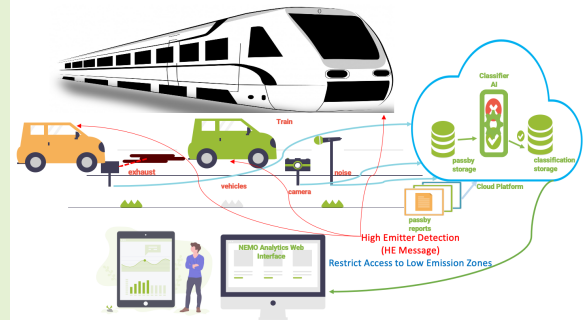 Classifier
AI
Train
exhaust
noise
vehicles
camera
passby
storage
classification
storage
Cloud Platform
passby
reports
NEMO Analytics Web
Interface
High Emitter Detection
(HE Message)
Restrict Access to Low Emission Zones